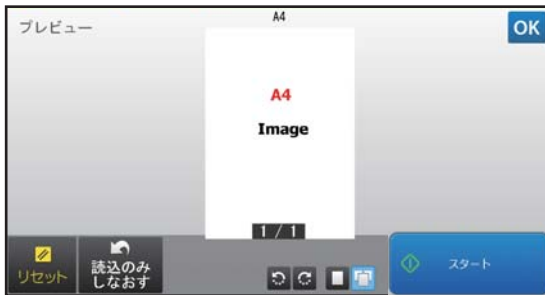 プレビュー
A4
OK
A4
Image
1 / 1
リセット
読込のみ
しなおす
スタート